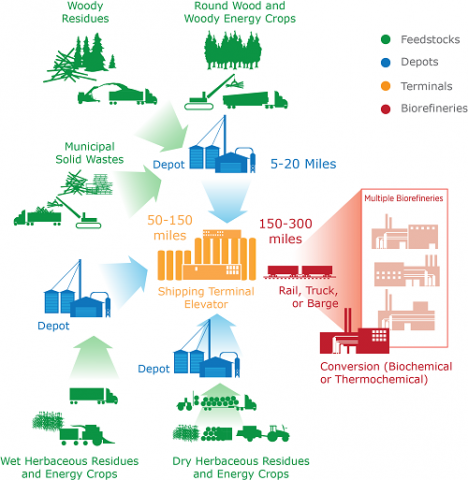 Woody
Residues
Round Wood and
Woody Energy Crops
Feedstocks
Depots
Terminals
Biorefineries
Municipal
Solid Wastes
Depot
5-20 Miles
50-150
miles
150-300
miles
Multiple Biorefineries
Shipping Terminal
Elevator
Rail, Truck,
or Barge
Depot
Depot
Conversion (Biochemical
or Thermochemical)
Wet Herbaceous Residues
and Energy Crops
Dry Herbaceous Residues
and Energy Crops